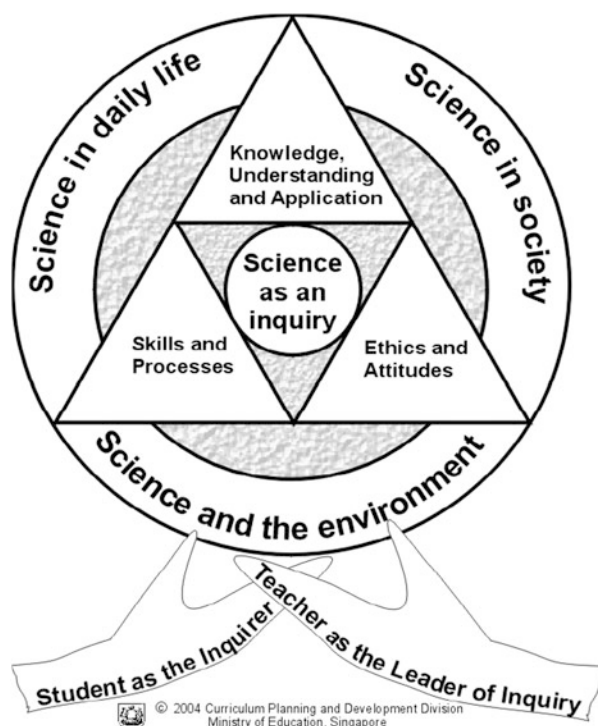 Science in daily life
Science in society
Knowledge,
Understanding
and Application
Science
as an
inquiry
Skills and
Processes
Ethics and
Attitudes
Science and the environment
Student as the Inquirer
Teacher as the Leader of Inquiry
© 2004 Curriculum Planning and Development Division
Ministry of Education, Singapore